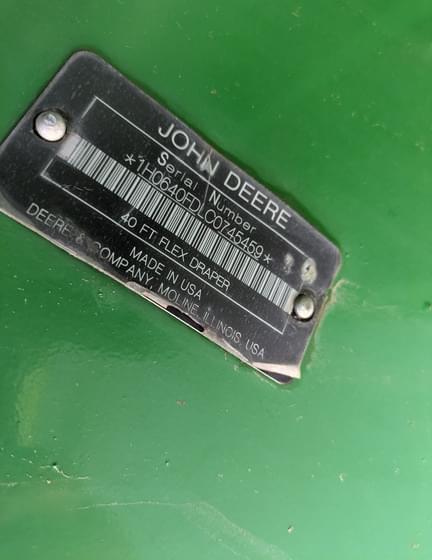 JOHN DEERE
Serial Number
*1H0640FDLC0745459*
40 FT FLEX DRAPER
MADE IN USA
DEERE & COMPANY, MOLINE, ILLINOIS, USA